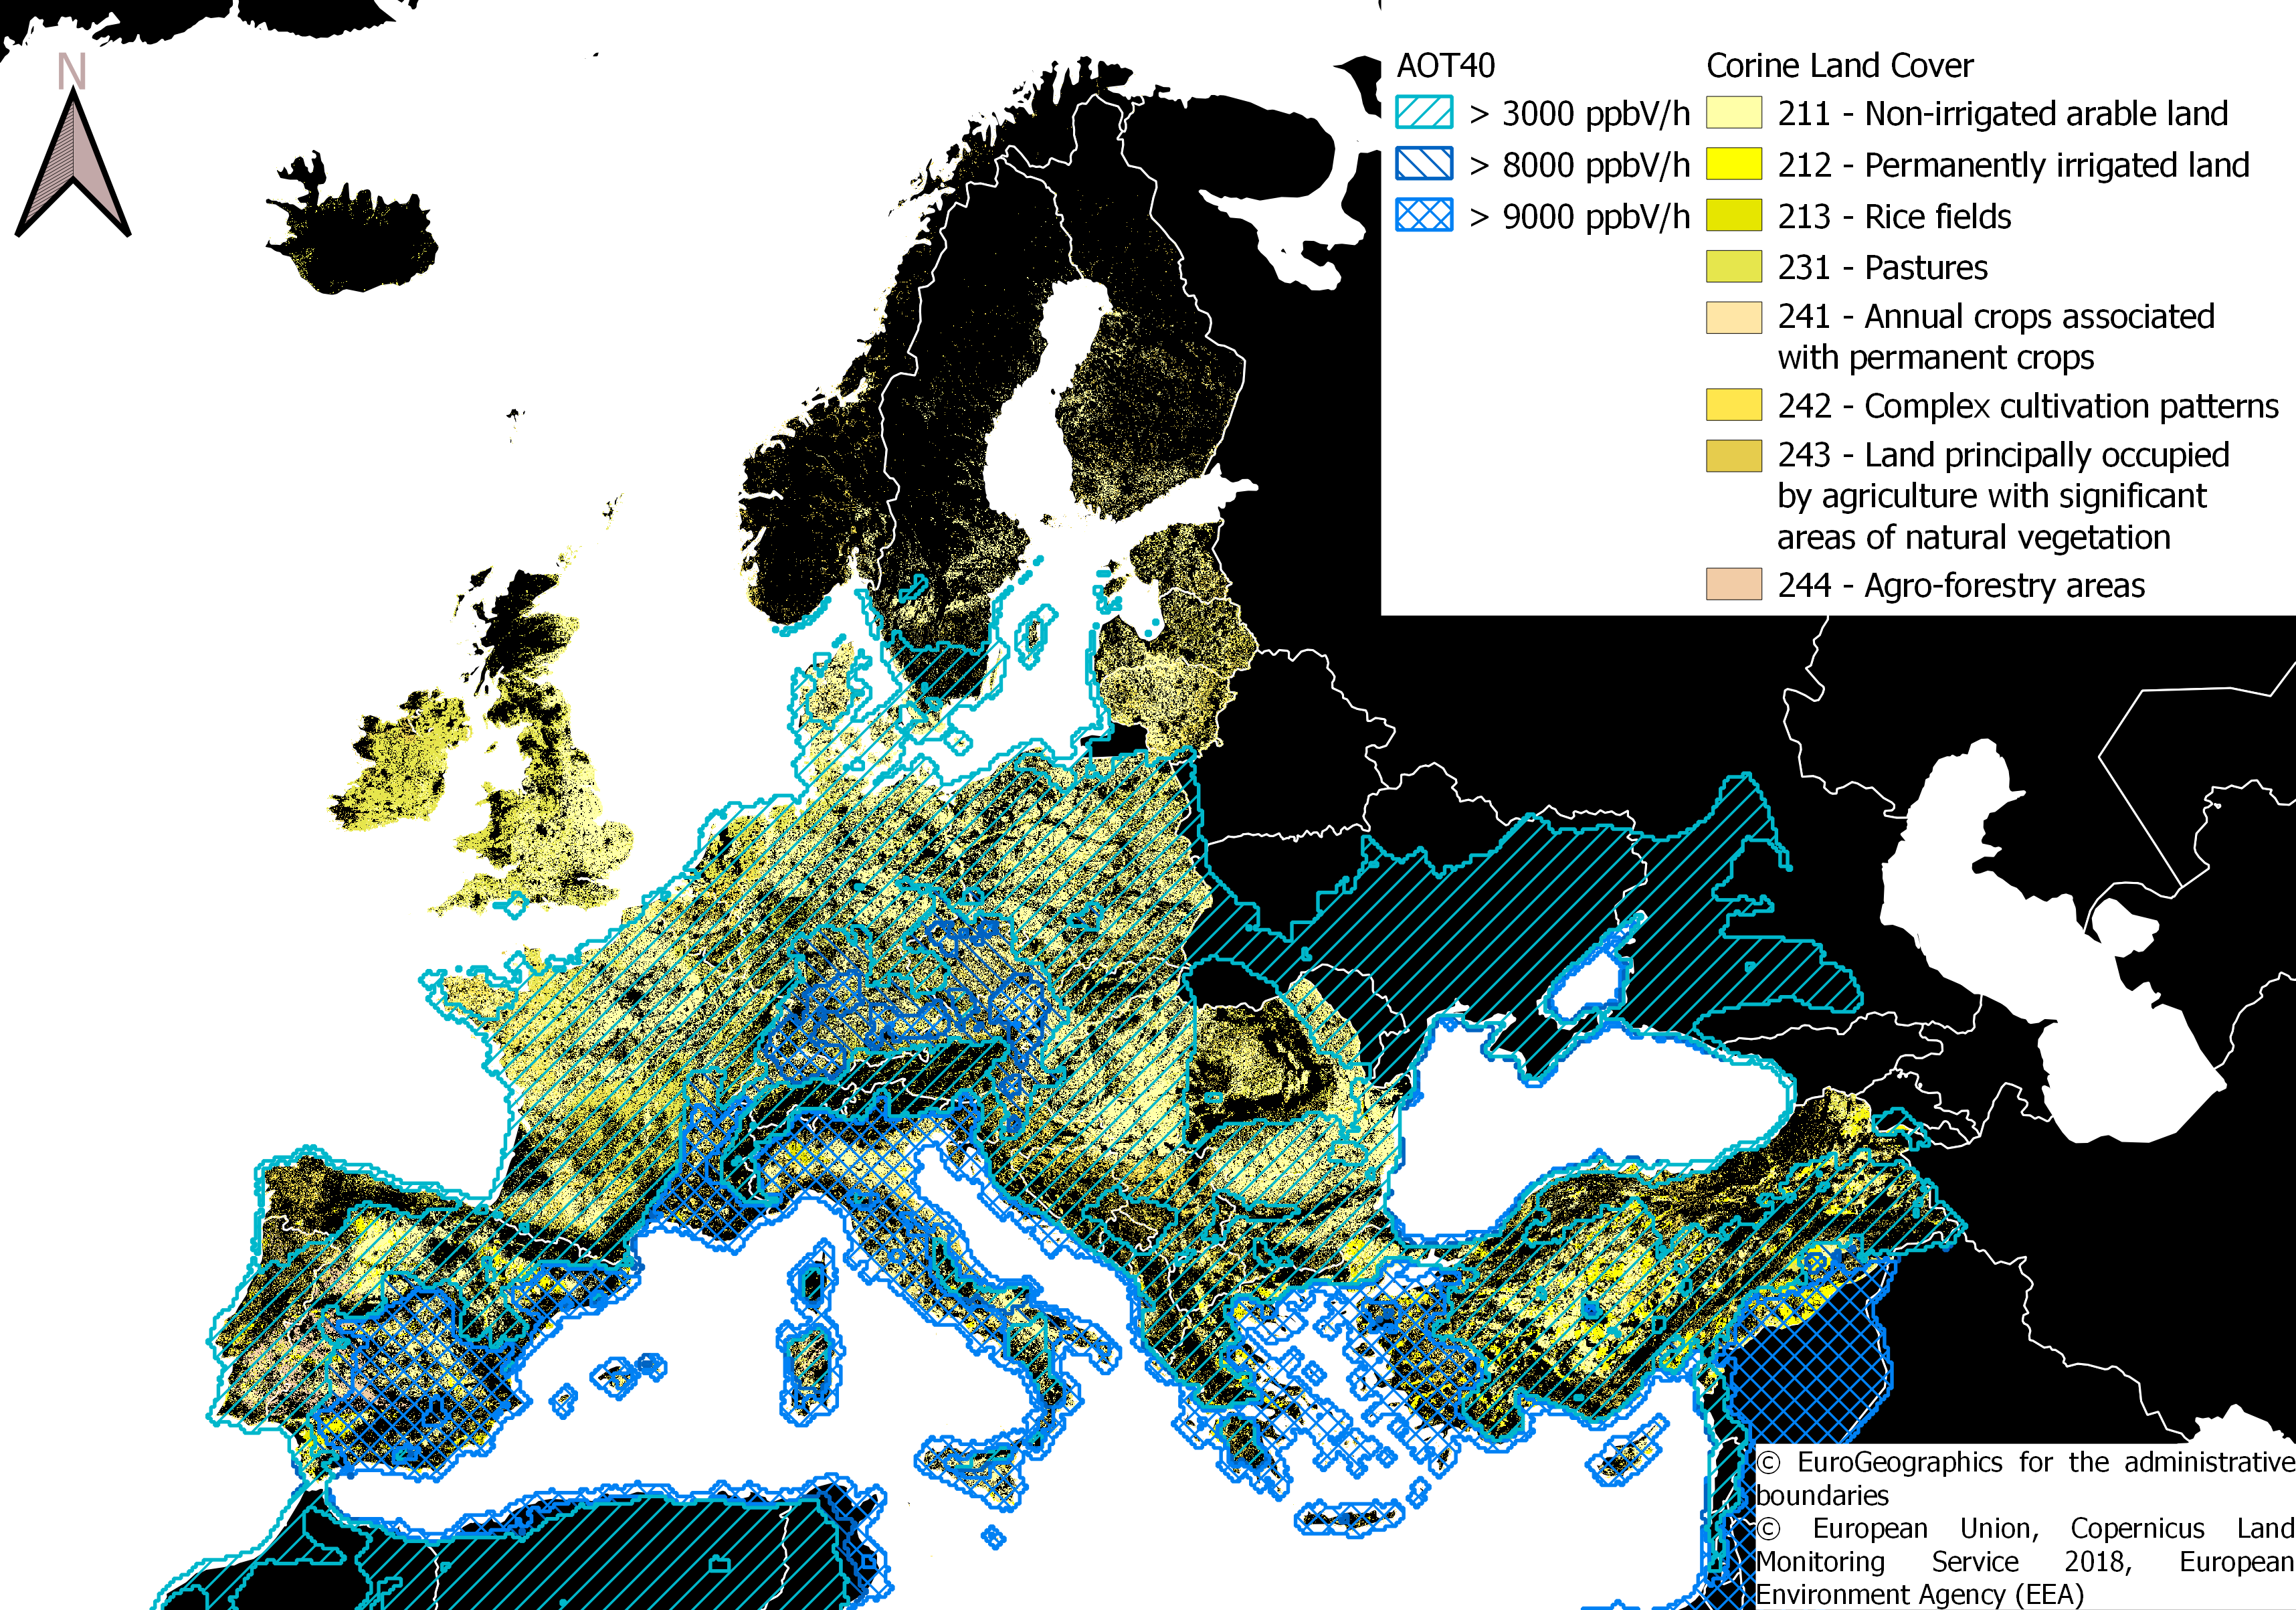 N
AOT40
> 3000 ppbV/h
> 8000 ppbV/h
> 9000 ppbV/h
Corine Land Cover
211 - Non-irrigated arable land
212 - Permanently irrigated land
213 - Rice fields
231 - Pastures
241 - Annual crops associated
with permanent crops
242 - Complex cultivation patterns
243 - Land principally occupied
by agriculture with significant
areas of natural vegetation
244 - Agro-forestry areas
© EuroGeographics for the administrative
boundaries
© European Union, Copernicus Land
Monitoring Service 2018, European
Environment Agency (EEA)